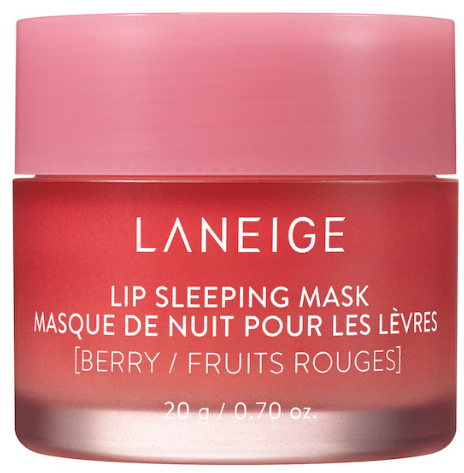 LANEIGE
LIP SLEEPING MASK
MASQUE DE NUIT POUR LES LÈVRES
[BERRY / FRUITS ROUGES]
20 g / 0.70 oz.